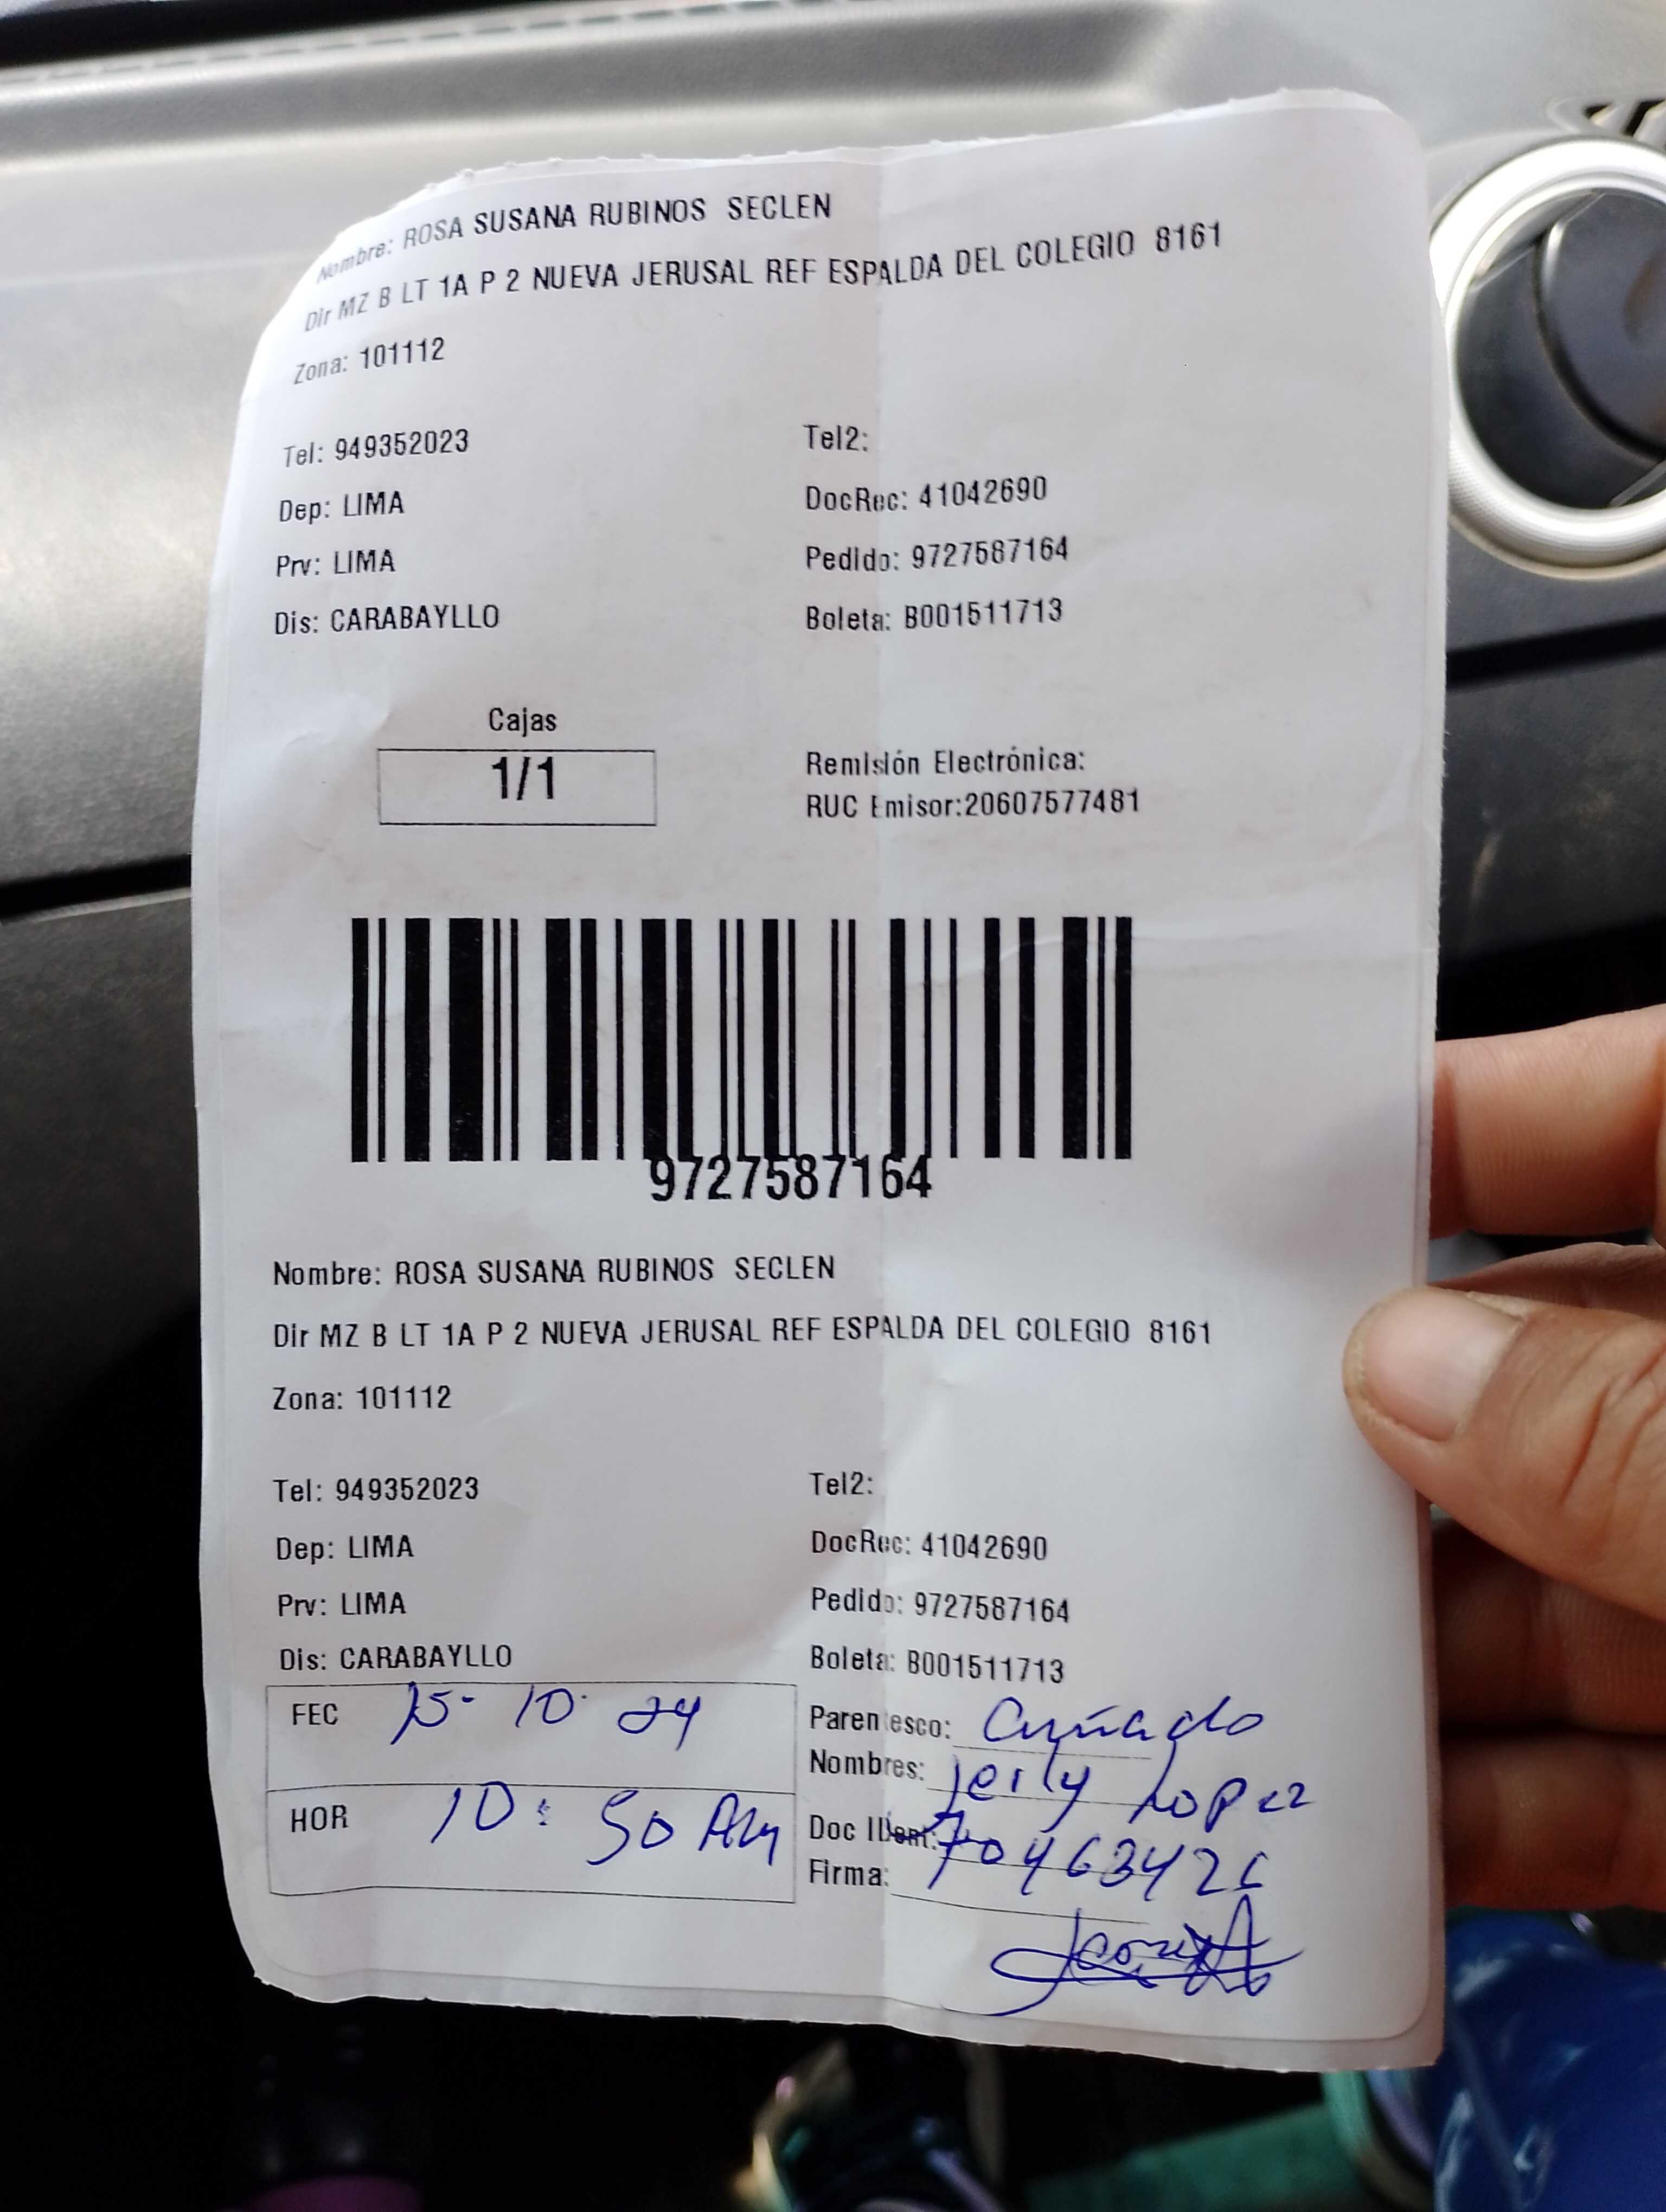 Nombre: ROSA SUSANA RUBINOS SECLEN
Dir MZ B LT 1A P 2 NUEVA JERUSAL REF ESPALDA DEL COLEGIO 8161
Zona: 101112
Tel: 949352023 Tel2:
Dep: LIMA DocRec: 41042690
Prv: LIMA Pedido: 9727587164
Dis: CARABAYLLO Boleta: B001511713
Cajas
1/1
Remisión Electrónica:
RUC Emisor:20607577481
9727587164
Nombre: ROSA SUSANA RUBINOS SECLEN
Dir MZ B LT 1A P 2 NUEVA JERUSAL REF ESPALDA DEL COLEGIO 8161
Zona: 101112
Tel: 949352023 Tel2:
Dep: LIMA DocRec: 41042690
Prv: LIMA Pedido: 9727587164
Dis: CARABAYLLO Boleta: B001511713
FEC 15-10-24 Parentesco: Cuñado
Nombres: Jerly Lopez
HOR 10:50 AM Doc IDent: 70463426
Firma: